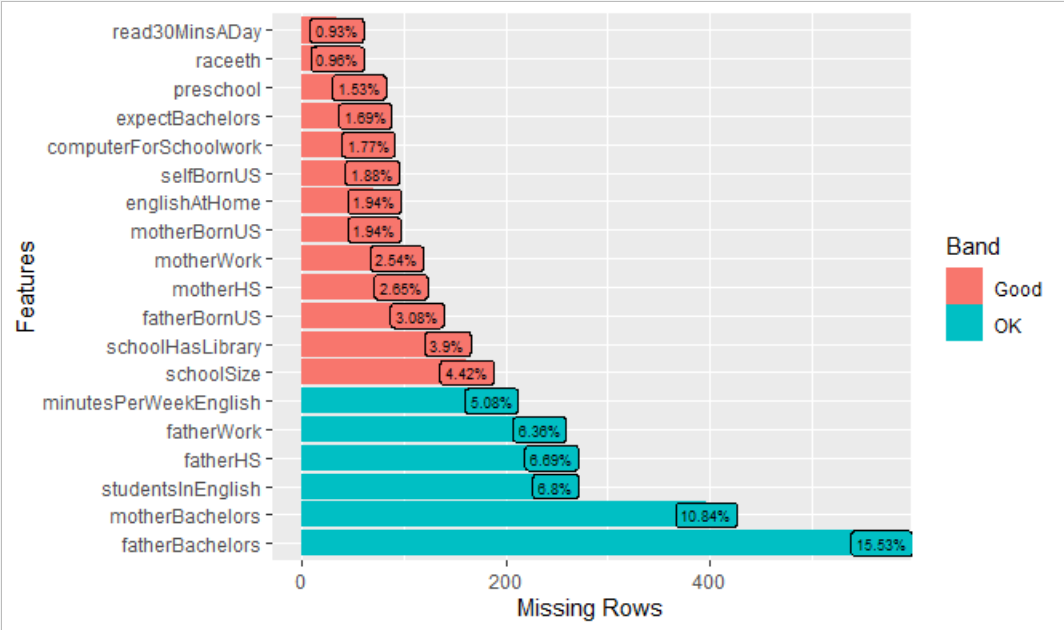 read30MinsADay 0.93%
raceeth 0.96%
preschool 1.53%
expectBachelors 1.69%
computerForSchoolwork 1.77%
selfBornUS 1.88%
englishAtHome 1.94%
motherBornUS 1.94%
motherWork 2.54%
motherHS 2.65%
fatherBornUS 3.08%
schoolHasLibrary 3.9%
schoolSize 4.42%
minutesPerWeekEnglish 5.08%
fatherWork 6.36%
fatherHS 6.69%
studentsInEnglish 6.8%
motherBachelors 10.84%
fatherBachelors 15.53%
Features
0 200 400
Missing Rows
Band
Good
OK